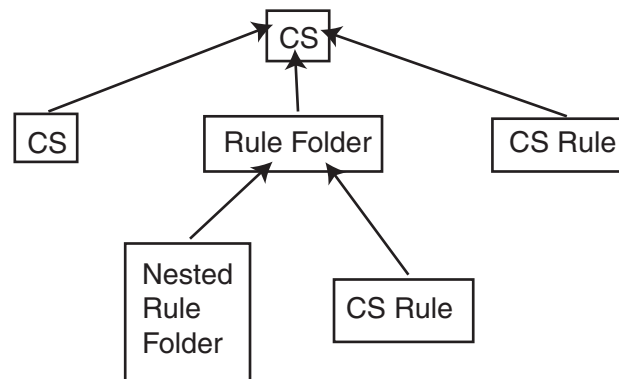 CS
CS
Rule Folder
CS Rule
Nested
Rule
Folder
CS Rule